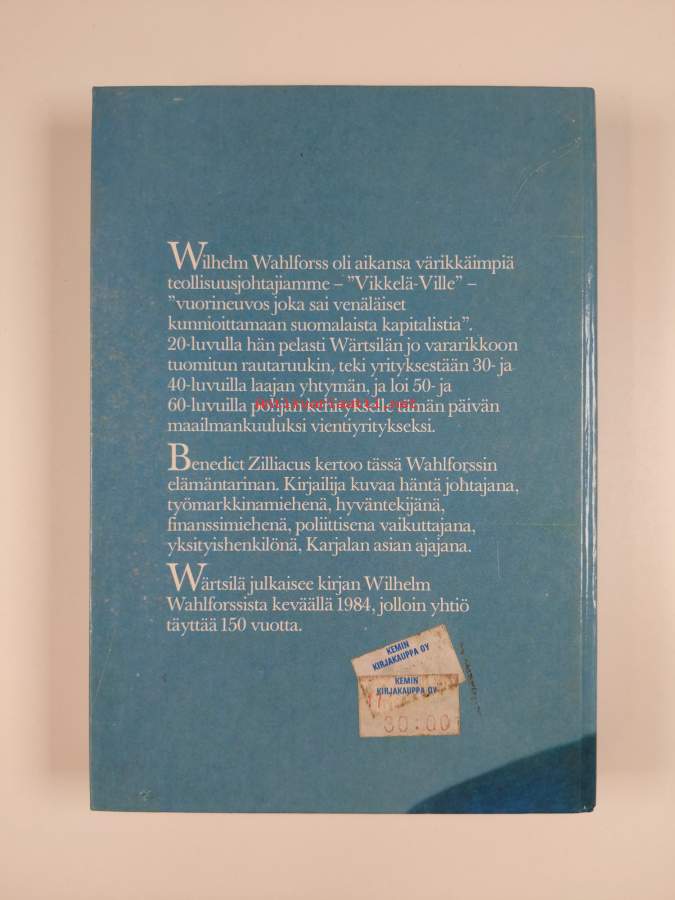 Wilhelm Wahlforss oli aikansa värikkäimpiä
teollisuusjohtajiamme – ”Vikkelä-Ville” –
”vuorineuvos joka sai venäläiset
kunnioittamaan suomalaista kapitalistia”.
20-luvulla hän pelasti Wärtsilän jo vararikkoon
tuomitun rautaruukin, teki yrityksestään 30- ja
40-luvuilla laajan yhtymän, ja loi 50- ja
60-luvuilla pohjan kehitykselle tämän päivän
maailmankuuluksi vientiyritykseksi.
Benedict Zilliacus kertoo tässä Wahlforssin
elämäntarinan. Kirjailija kuvaa häntä johtajana,
työmarkkinamiehenä, hyväntekijänä,
finanssimiehenä, poliittisena vaikuttajana,
yksityishenkilönä, Karjalan asian ajajana.
Wärtsilä julkaisee kirjan Wilhelm
Wahlforssista keväällä 1984, jolloin yhtiö
täyttää 150 vuotta.
KEMIN
KIRJAKAUPPA OY
KEMIN
KIRJAKAUPPA OY
30:00